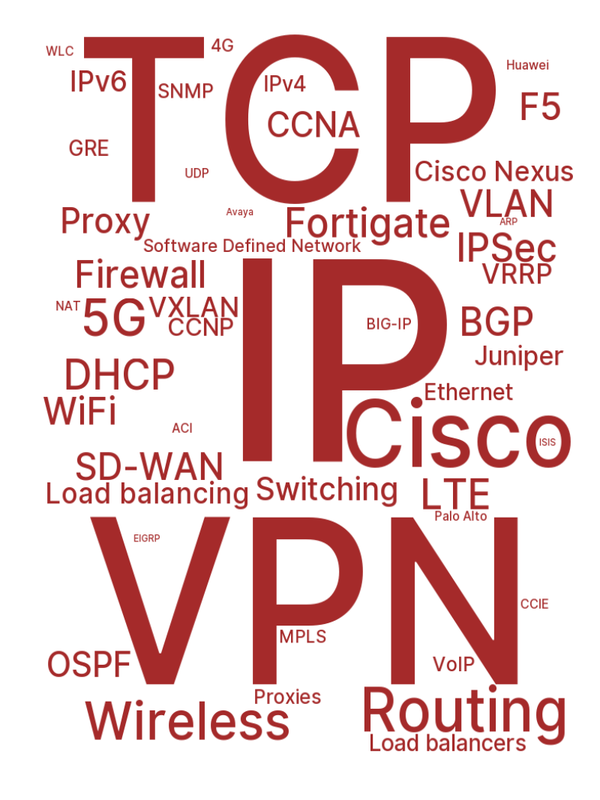 WLC
4G
TCP
IPv6
SNMP
IPv4
Huawei
F5
CCNA
GRE
UDP
Cisco Nexus
VLAN
Avaya
Proxy
Fortigate
ARP
Software Defined Network
IPSec
Firewall
VRRP
NAT
5G
VXLAN
CCNP
IP
BIG-IP
BGP
Juniper
DHCP
Ethernet
WiFi
ACI
Cisco
ISIS
SD-WAN
Load balancing
Switching
LTE
Palo Alto
VPN
EIGRP
CCIE
MPLS
OSPF
VoIP
Proxies
Wireless
Routing
Load balancers